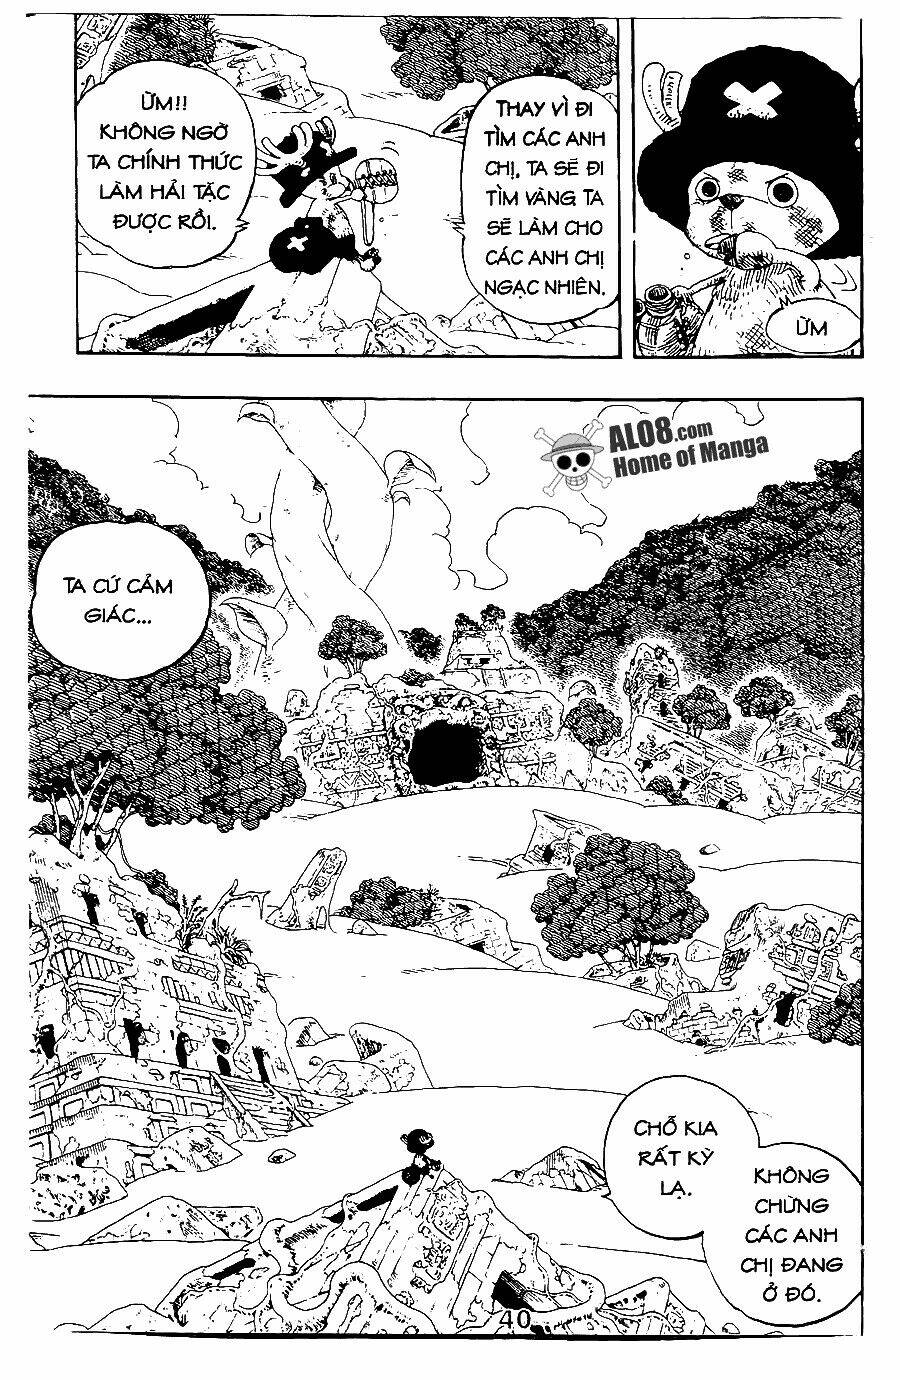 ỪM
THAY VÌ ĐI
TÌM CÁC ANH
CHỊ, TA SẼ ĐI
TÌM VÀNG TA
SẼ LÀM CHO
CÁC ANH CHỊ
NGẠC NHIÊN.
ỪM!!
KHÔNG NGỜ
TA CHÍNH THỨC
LÀM HẢI TẶC
ĐƯỢC RỒI.
ALO8.com
Home of Manga
TA CỨ CẢM
GIÁC...
CHỖ KIA
RẤT KỲ
LẠ.
KHÔNG
CHỪNG
CÁC ANH
CHỊ ĐANG
Ở ĐÓ.
40